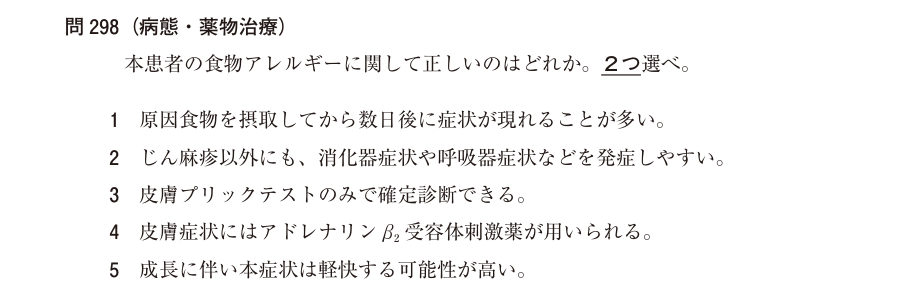 問 298（病態・薬物治療）
本患者の食物アレルギーに関して正しいのはどれか。２つ選べ。
1 原因食物を摂取してから数日後に症状が現れることが多い。
2 じん麻疹以外にも、消化器症状や呼吸器症状などを発症しやすい。
3 皮膚プリックテストのみで確定診断できる。
4 皮膚症状にはアドレナリンβ₂受容体刺激薬が用いられる。
5 成長に伴い本症状は軽快する可能性が高い。